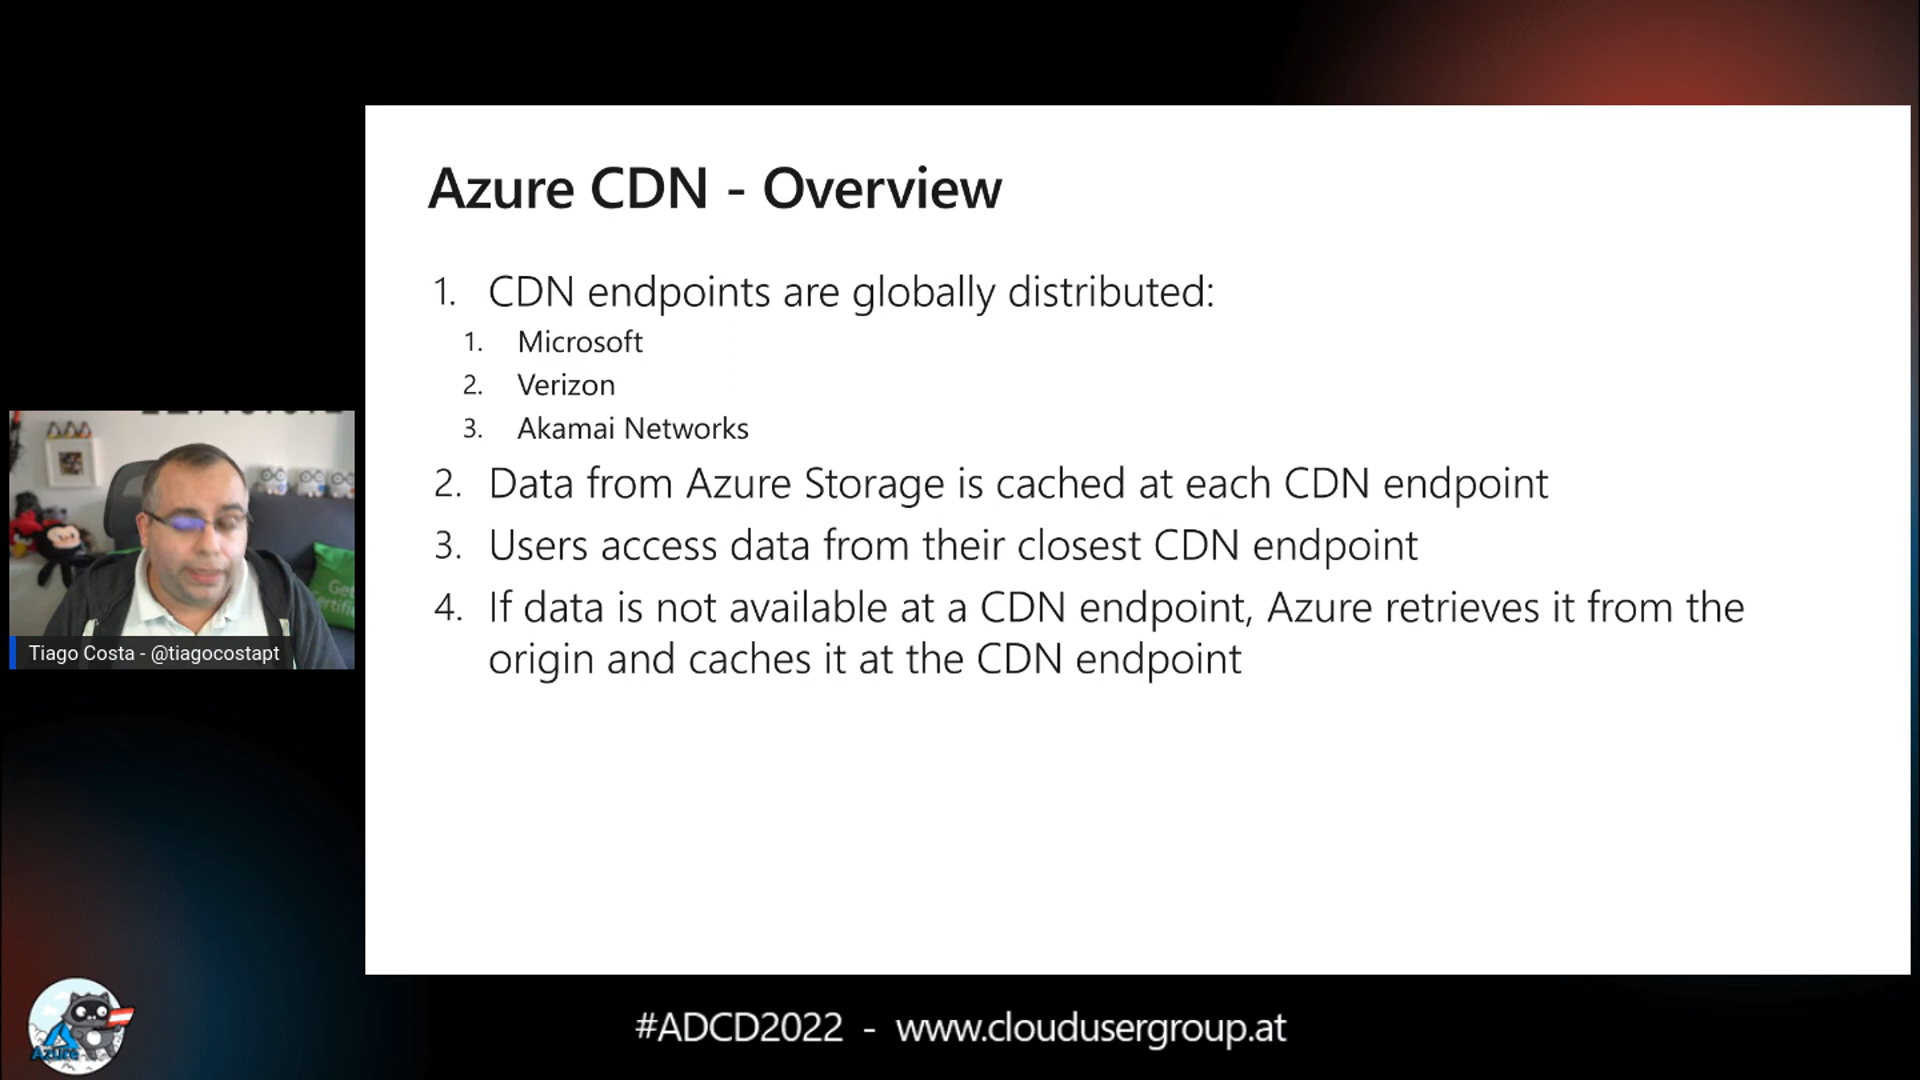 Azure CDN - Overview
1. CDN endpoints are globally distributed:
1. Microsoft
2. Verizon
3. Akamai Networks
2. Data from Azure Storage is cached at each CDN endpoint
3. Users access data from their closest CDN endpoint
4. If data is not available at a CDN endpoint, Azure retrieves it from the
origin and caches it at the CDN endpoint
Get
Tiago Costa - @tiagocostapt
Azure
#ADCD2022 - www.cloudusergroup.at